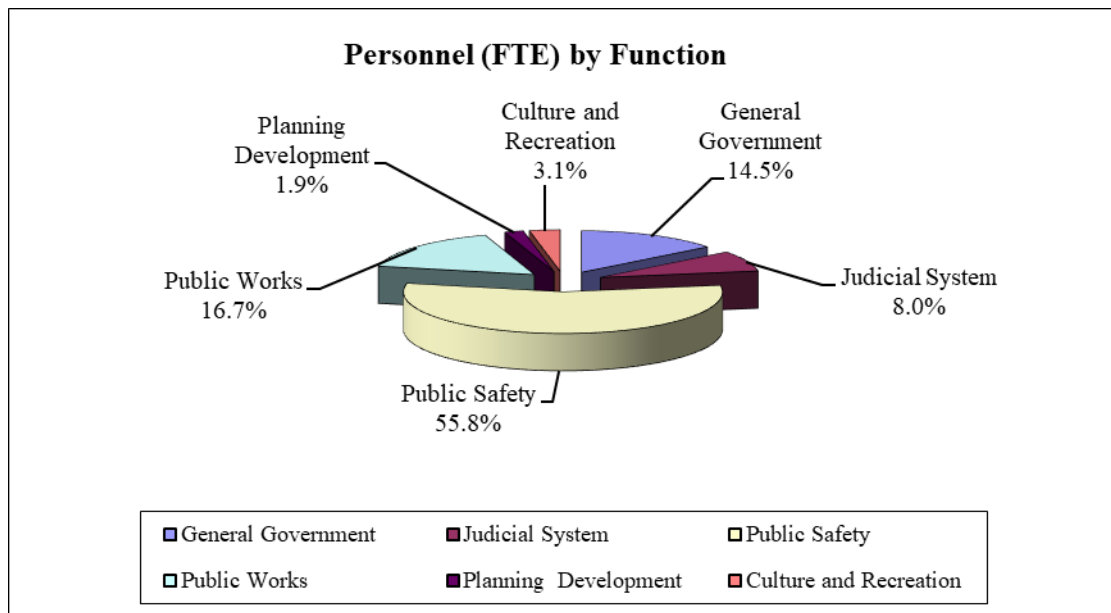 Personnel (FTE) by Function
Planning
Development
1.9%
Culture and
Recreation
3.1%
General
Government
14.5%
Public Works
16.7%
Judicial System
8.0%
Public Safety
55.8%
General Government
Judicial System
Public Safety
Public Works
Planning Development
Culture and Recreation